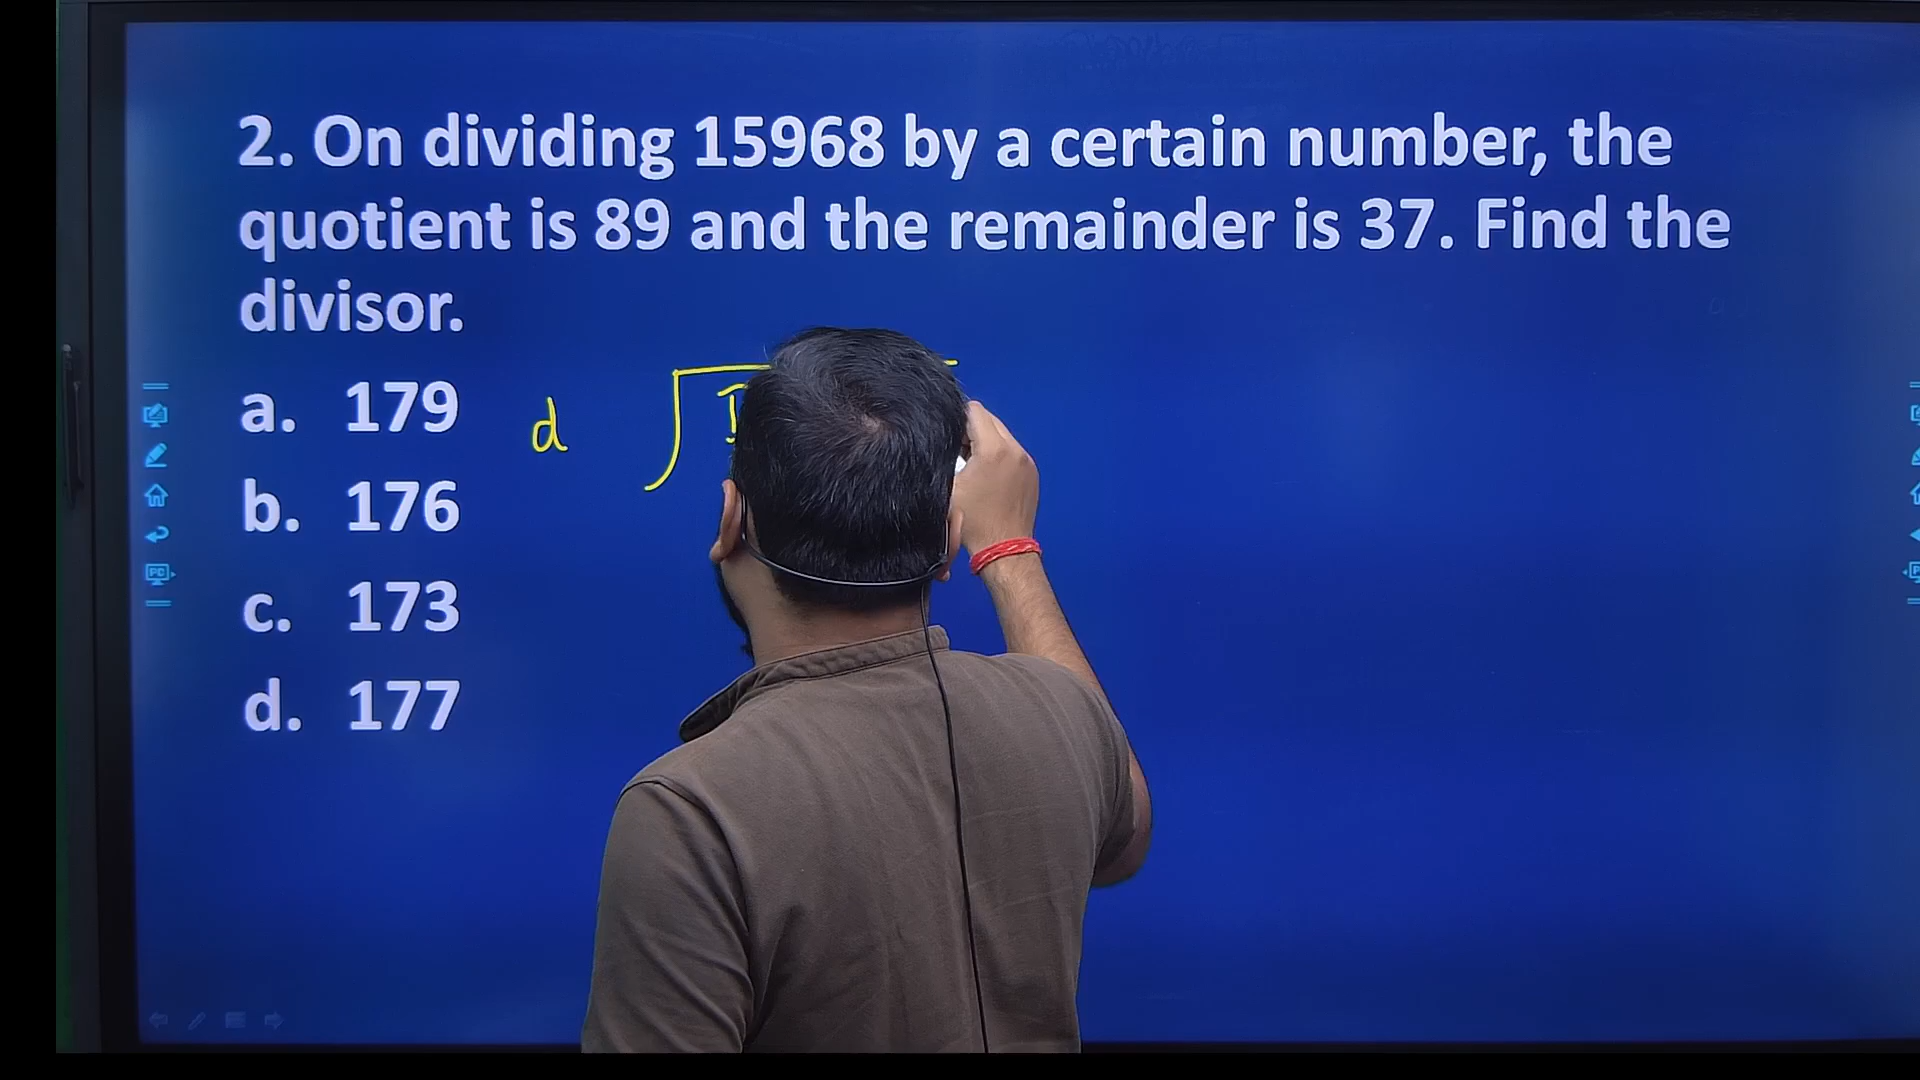 2. On dividing 15968 by a certain number, the
quotient is 89 and the remainder is 37. Find the
divisor.
a. 179
b. 176
c. 173
d. 177
d
PC